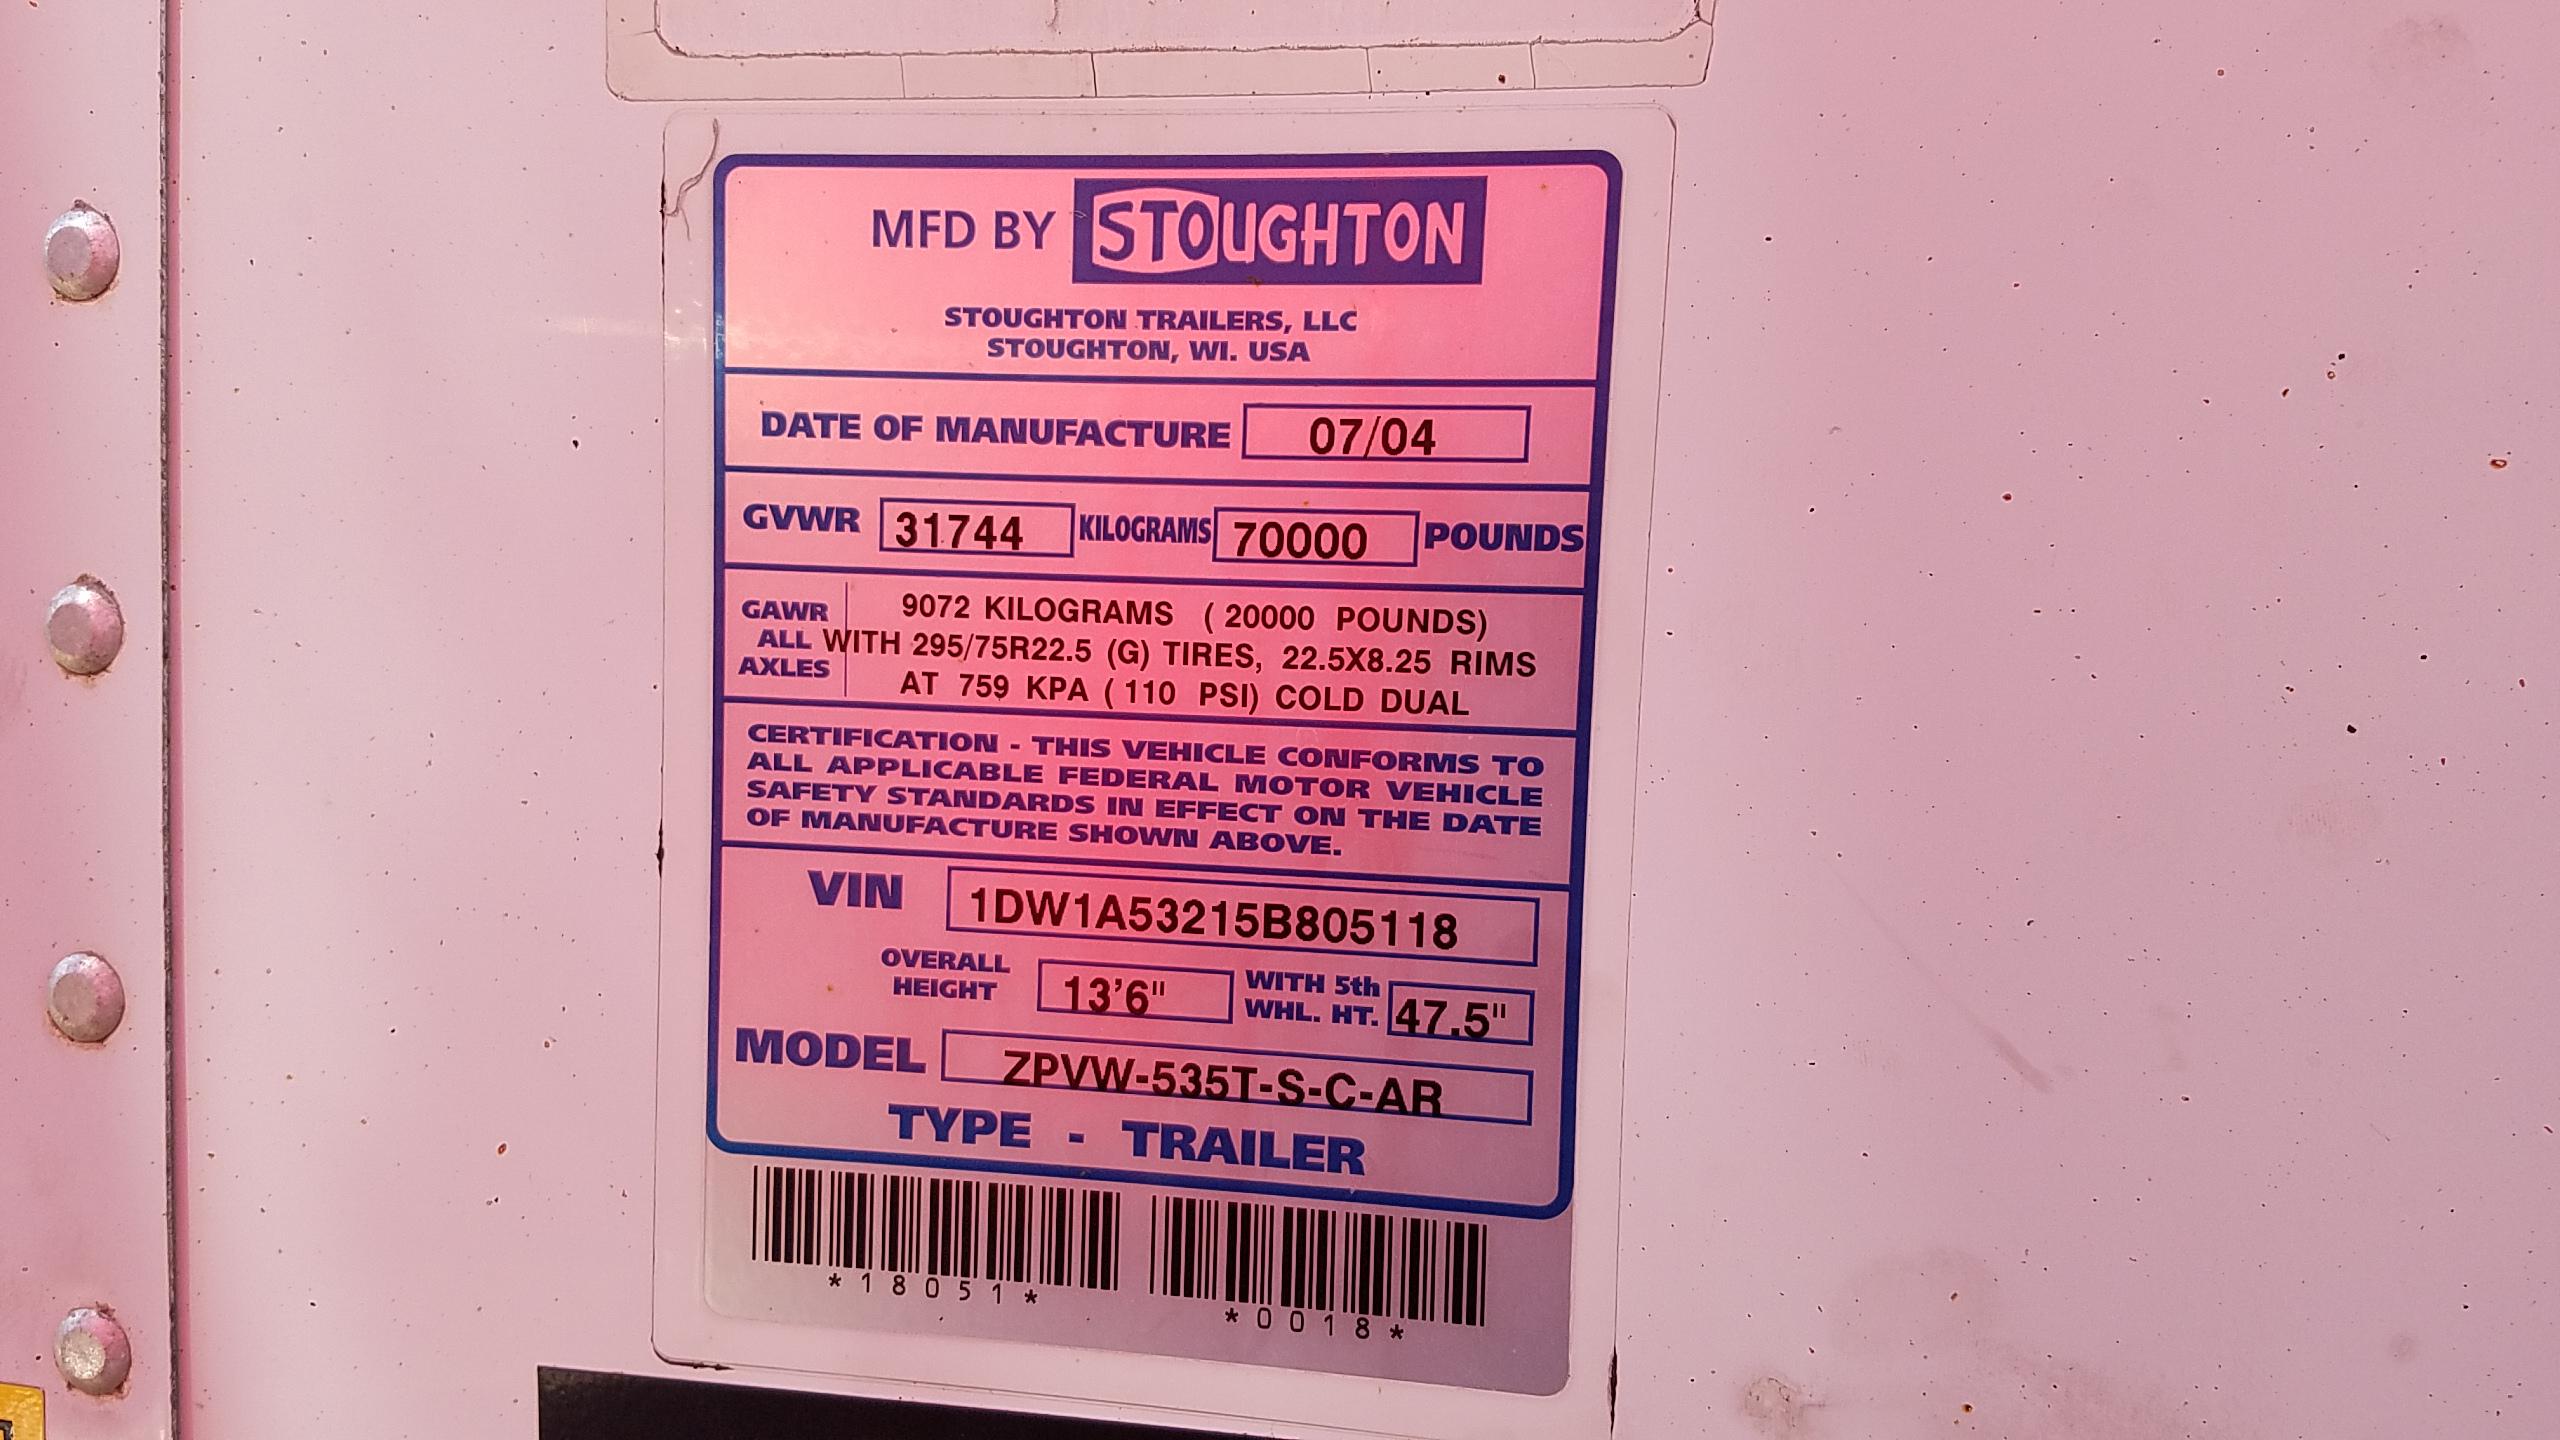 MFD BY STOUGHTON
STOUGHTON TRAILERS, LLC
STOUGHTON, WI. USA
DATE OF MANUFACTURE 07/04
GVWR 31744 KILOGRAMS 70000 POUNDS
GAWR ALL AXLES
9072 KILOGRAMS ( 20000 POUNDS)
WITH 295/75R22.5 (G) TIRES, 22.5X8.25 RIMS
AT 759 KPA ( 110 PSI) COLD DUAL
CERTIFICATION - THIS VEHICLE CONFORMS TO
ALL APPLICABLE FEDERAL MOTOR VEHICLE
SAFETY STANDARDS IN EFFECT ON THE DATE
OF MANUFACTURE SHOWN ABOVE.
VIN 1DW1A53215B805118
OVERALL HEIGHT 13'6" WITH 5th WHL. HT. 47.5"
MODEL ZPVW-535T-S-C-AR
TYPE - TRAILER
*18051* *0018*